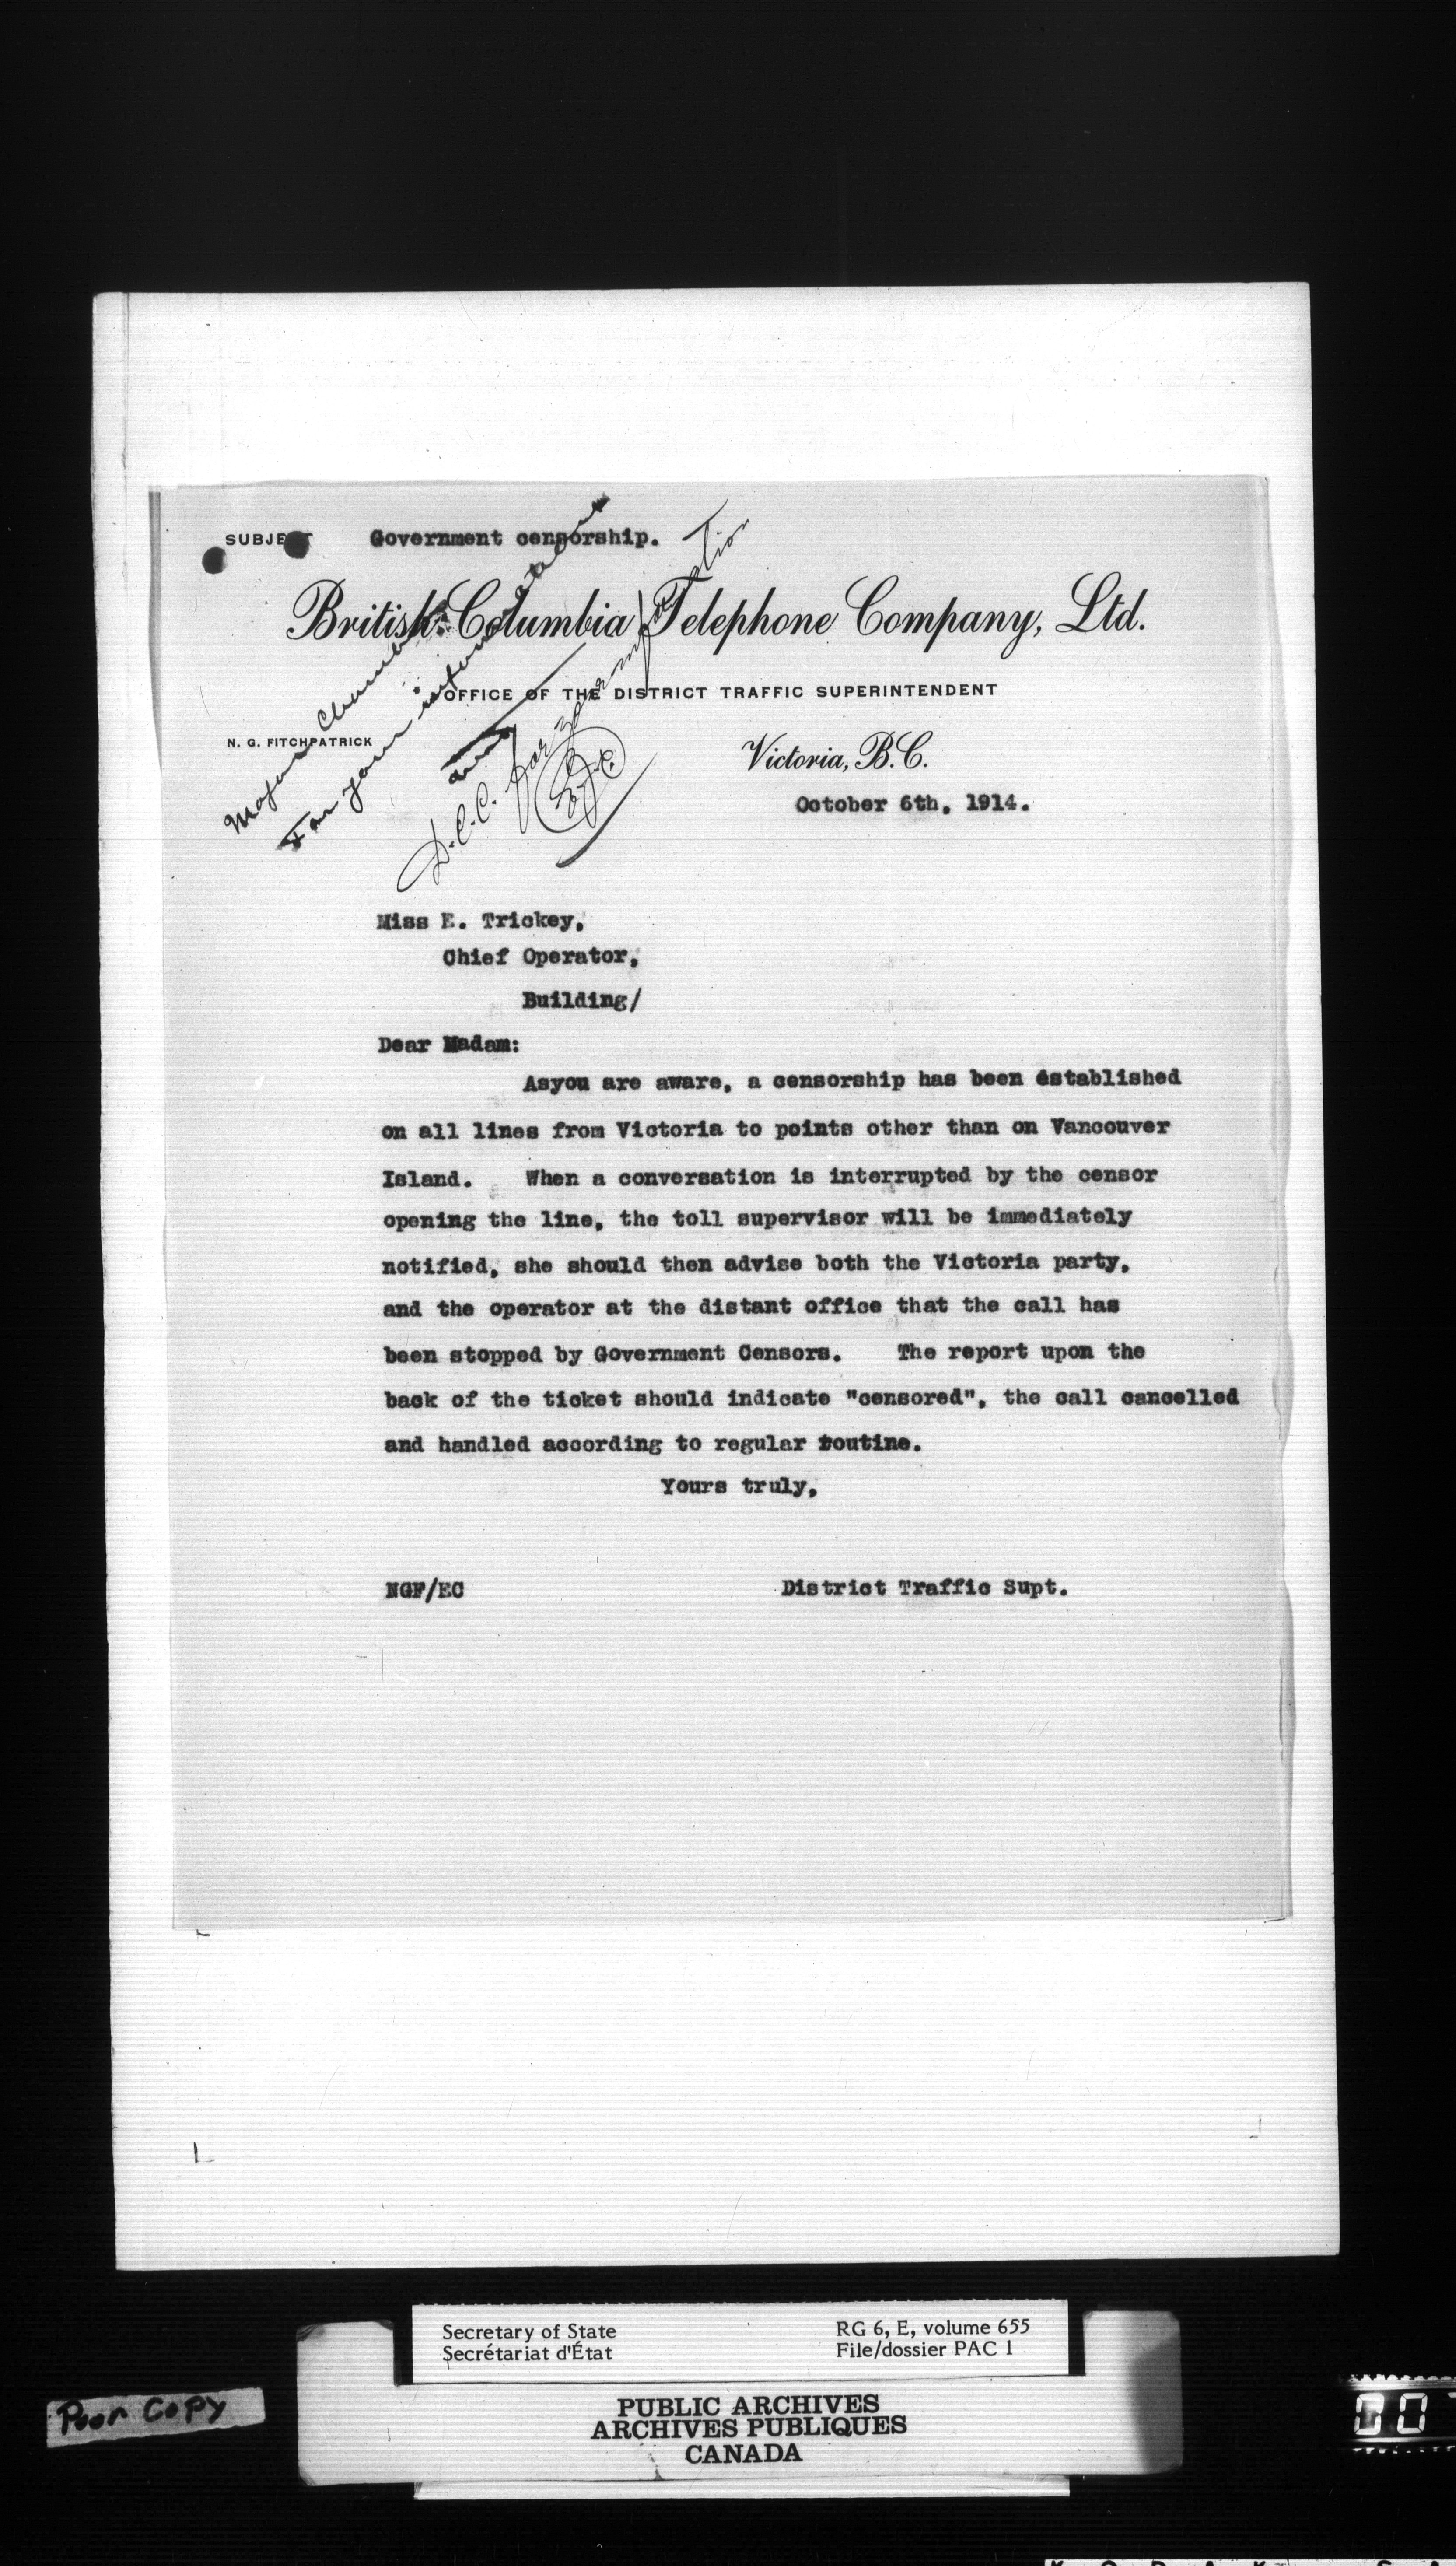 SUBJECT Government censorship.
British Columbia Telephone Company, Ltd.
OFFICE OF THE DISTRICT TRAFFIC SUPERINTENDENT
N. G. FITCHPATRICK
Victoria, B.C.
October 6th, 1914.
Major
For your information
D.C.C. for information
Miss E. Trickey,
Chief Operator,
Building/
Dear Madam:
Asyou are aware, a censorship has been established
on all lines from Victoria to points other than on Vancouver
Island. When a conversation is interrupted by the censor
opening the line, the toll supervisor will be immediately
notified, she should then advise both the Victoria party,
and the operator at the distant office that the call has
been stopped by Government Censors. The report upon the
back of the ticket should indicate "censored", the call cancelled
and handled according to regular routine.
Yours truly,
NGF/EC District Traffic Supt.
Secretary of State RG 6, E, volume 655
Secrétariat d'État File/dossier PAC 1
Poor Copy
PUBLIC ARCHIVES
ARCHIVES PUBLIQUES
CANADA